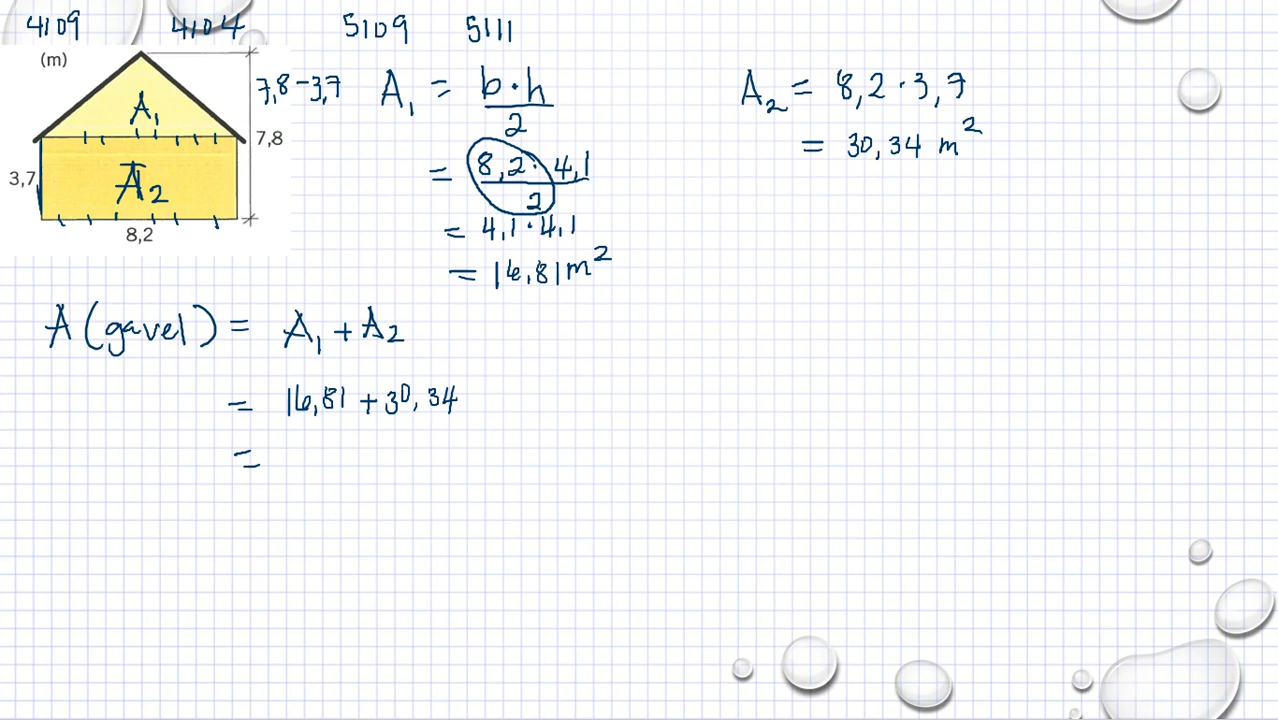 4109 4104 5109 5111
(m)
A₁
A₂
3,7
8,2
7,8
7,8-3,7
A₁ = b·h/2
= 8,2·4,1/2
= 4,1·4,1
= 16,81m²
A₂ = 8,2·3,7
= 30,34 m²
A(gavel) = A₁+A₂
= 16,81+30,34
=